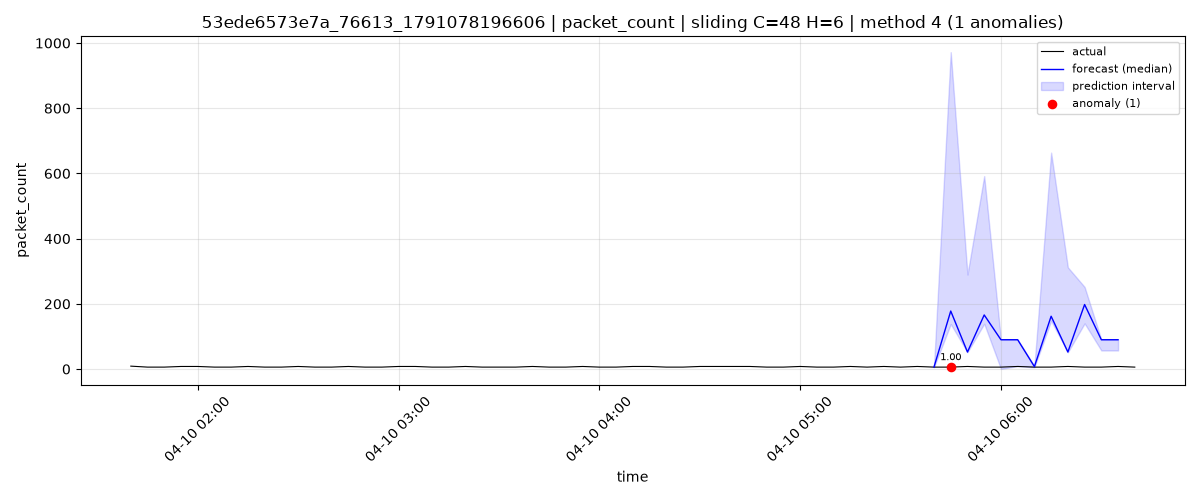 53ede6573e7a_76613_1791078196606 | packet_count | sliding C=48 H=6 | method 4 (1 anomalies)
1000
800
600
400
200
0
packet_count
actual
forecast (median)
prediction interval
anomaly (1)
1.00
04-10 02:00
04-10 03:00
04-10 04:00
04-10 05:00
04-10 06:00
time